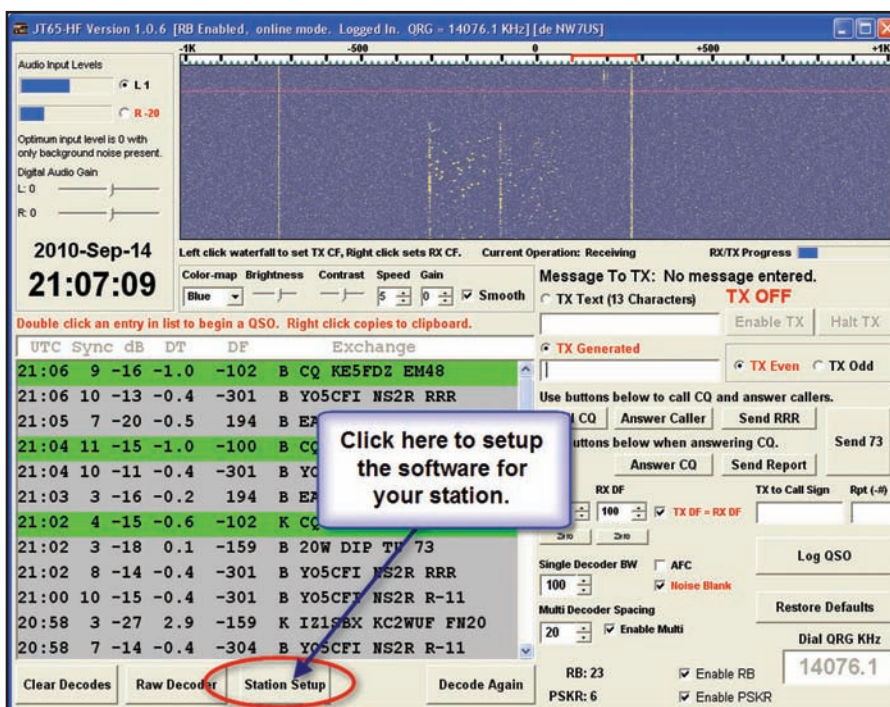 JT65-HF Version 1.0.6 [RB Enabled, online mode. Logged In. QRG = 14076.1 KHz] [de NW7US]
-1K -500 0 +500 +1K
Audio Input Levels
L 1
R -20
Optimum input level is 0 with
only background noise present.
Digital Audio Gain
L: 0
R: 0
2010-Sep-14
21:07:09
Left click waterfall to set TX CF, Right click sets RX CF. Current Operation: Receiving RX/TX Progress
Color-map Brightness Contrast Speed Gain
Blue 5 0 Smooth
Message To TX: No message entered.
TX Text (13 Characters) TX OFF
Enable TX Halt TX
Double click an entry in list to begin a QSO. Right click copies to clipboard.
TX Generated
TX Even TX Odd
UTC Sync dB DT DF Exchange
21:06 9 -16 -1.0 -102 B CQ KE5FDZ EM48
21:06 10 -13 -0.4 -301 B YO5CFI NS2R RRR
21:05 7 -20 -0.5 194 B
21:04 11 -15 -1.0 -100 B CQ
21:04 10 -11 -0.4 -301 B
21:03 3 -16 -0.2 194 B
21:02 4 -15 -0.6 -102 K CQ
21:02 3 -18 0.1 -159 B 20W DIP TU 73
21:02 8 -14 -0.4 -301 B YO5CFI NS2R RRR
21:00 10 -15 -0.4 -301 B YO5CFI NS2R R-11
20:58 3 -27 2.9 -159 K IZ1SBX KC2WUF FN20
20:58 7 -14 -0.4 -304 B YO5CFI NS2R R-11
Click here to setup
the software for
your station.
Use buttons below to call CQ and answer callers.
CQ Answer Caller Send RRR
buttons below when answering CQ. Send 73
Answer CQ Send Report
RX DF TX to Call Sign Rpt (-#)
100 TX DF = RX DF
Zero Zero
Single Decoder BW AFC
100 Noise Blank
Log QSO
Multi Decoder Spacing
20 Enable Multi
Restore Defaults
Dial QRG KHz
14076.1
RB: 23 Enable RB
PSKR: 6 Enable PSKR
Clear Decodes Raw Decoder Station Setup Decode Again